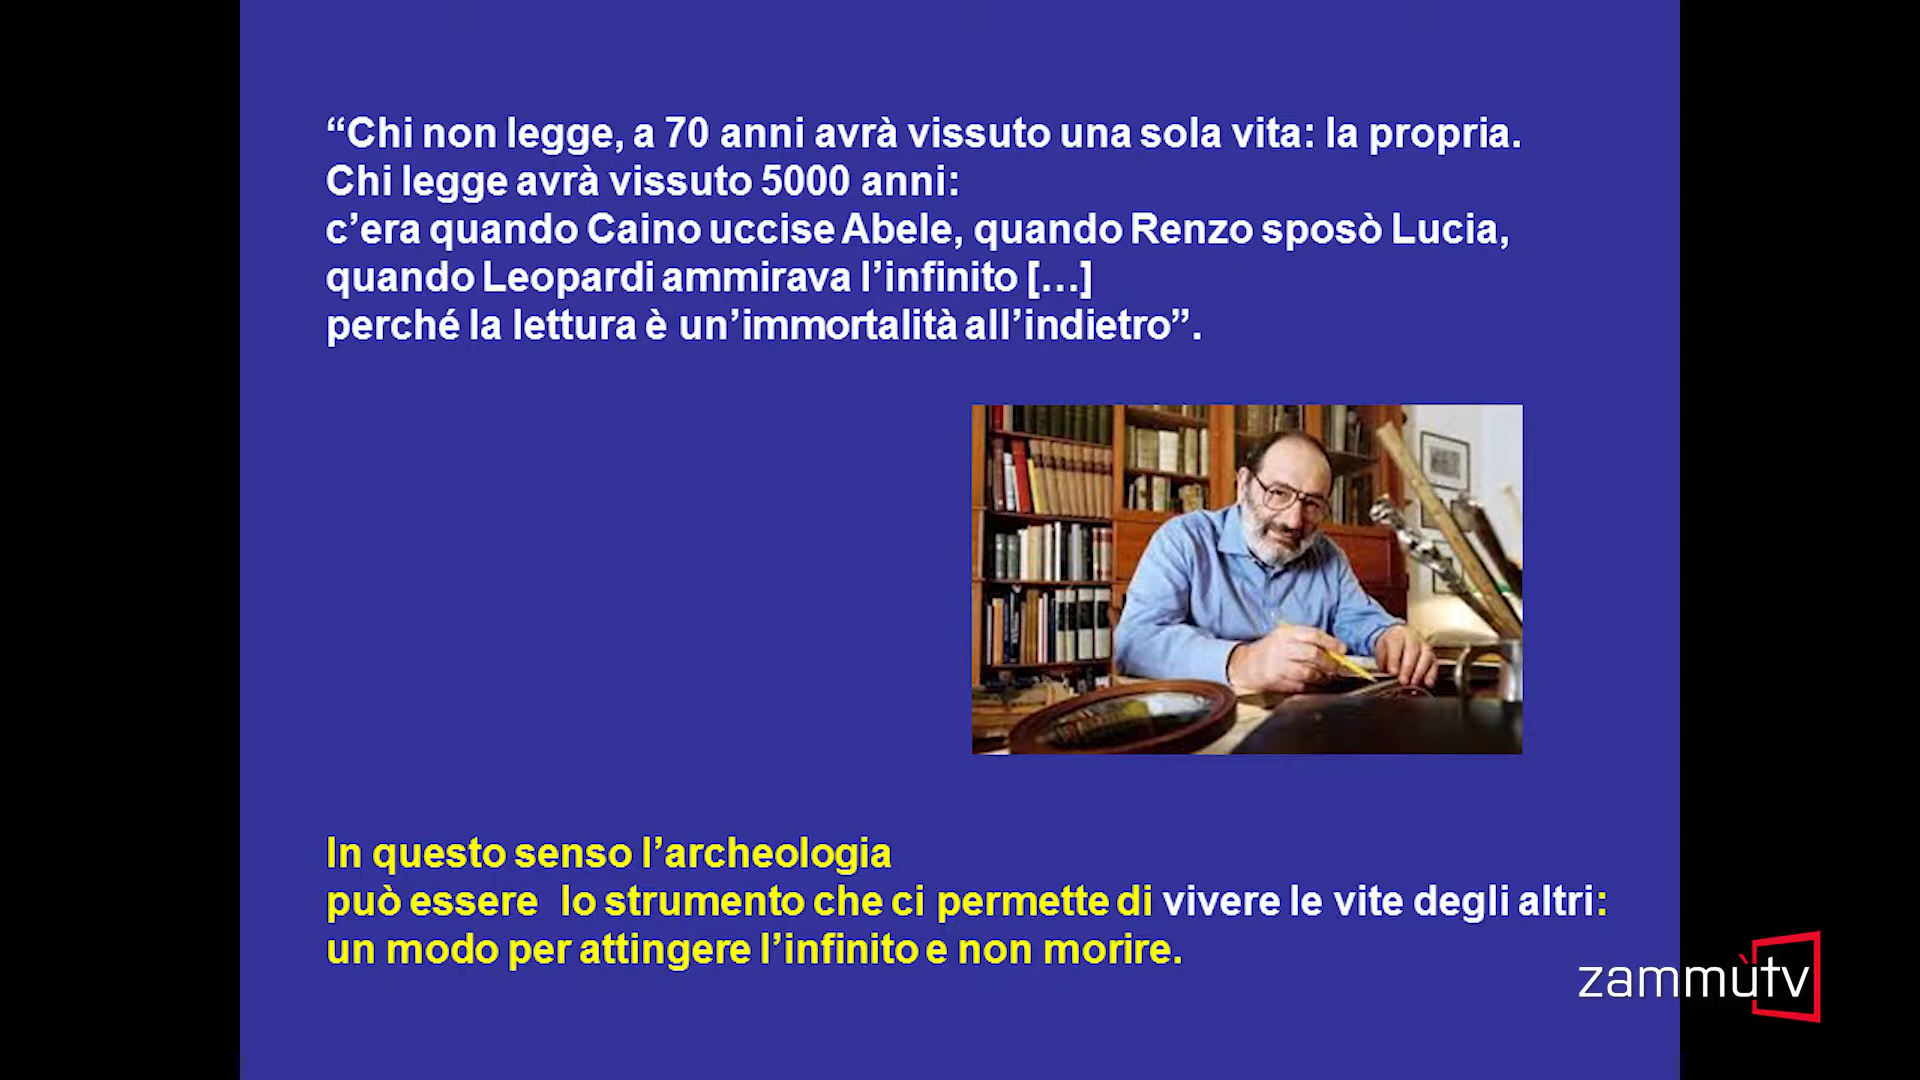 “Chi non legge, a 70 anni avrà vissuto una sola vita: la propria.
Chi legge avrà vissuto 5000 anni:
c’era quando Caino uccise Abele, quando Renzo sposò Lucia,
quando Leopardi ammirava l’infinito […]
perché la lettura è un’immortalità all’indietro”.
In questo senso l’archeologia
può essere  lo strumento che ci permette di vivere le vite degli altri:
un modo per attingere l’infinito e non morire.
zammùtv